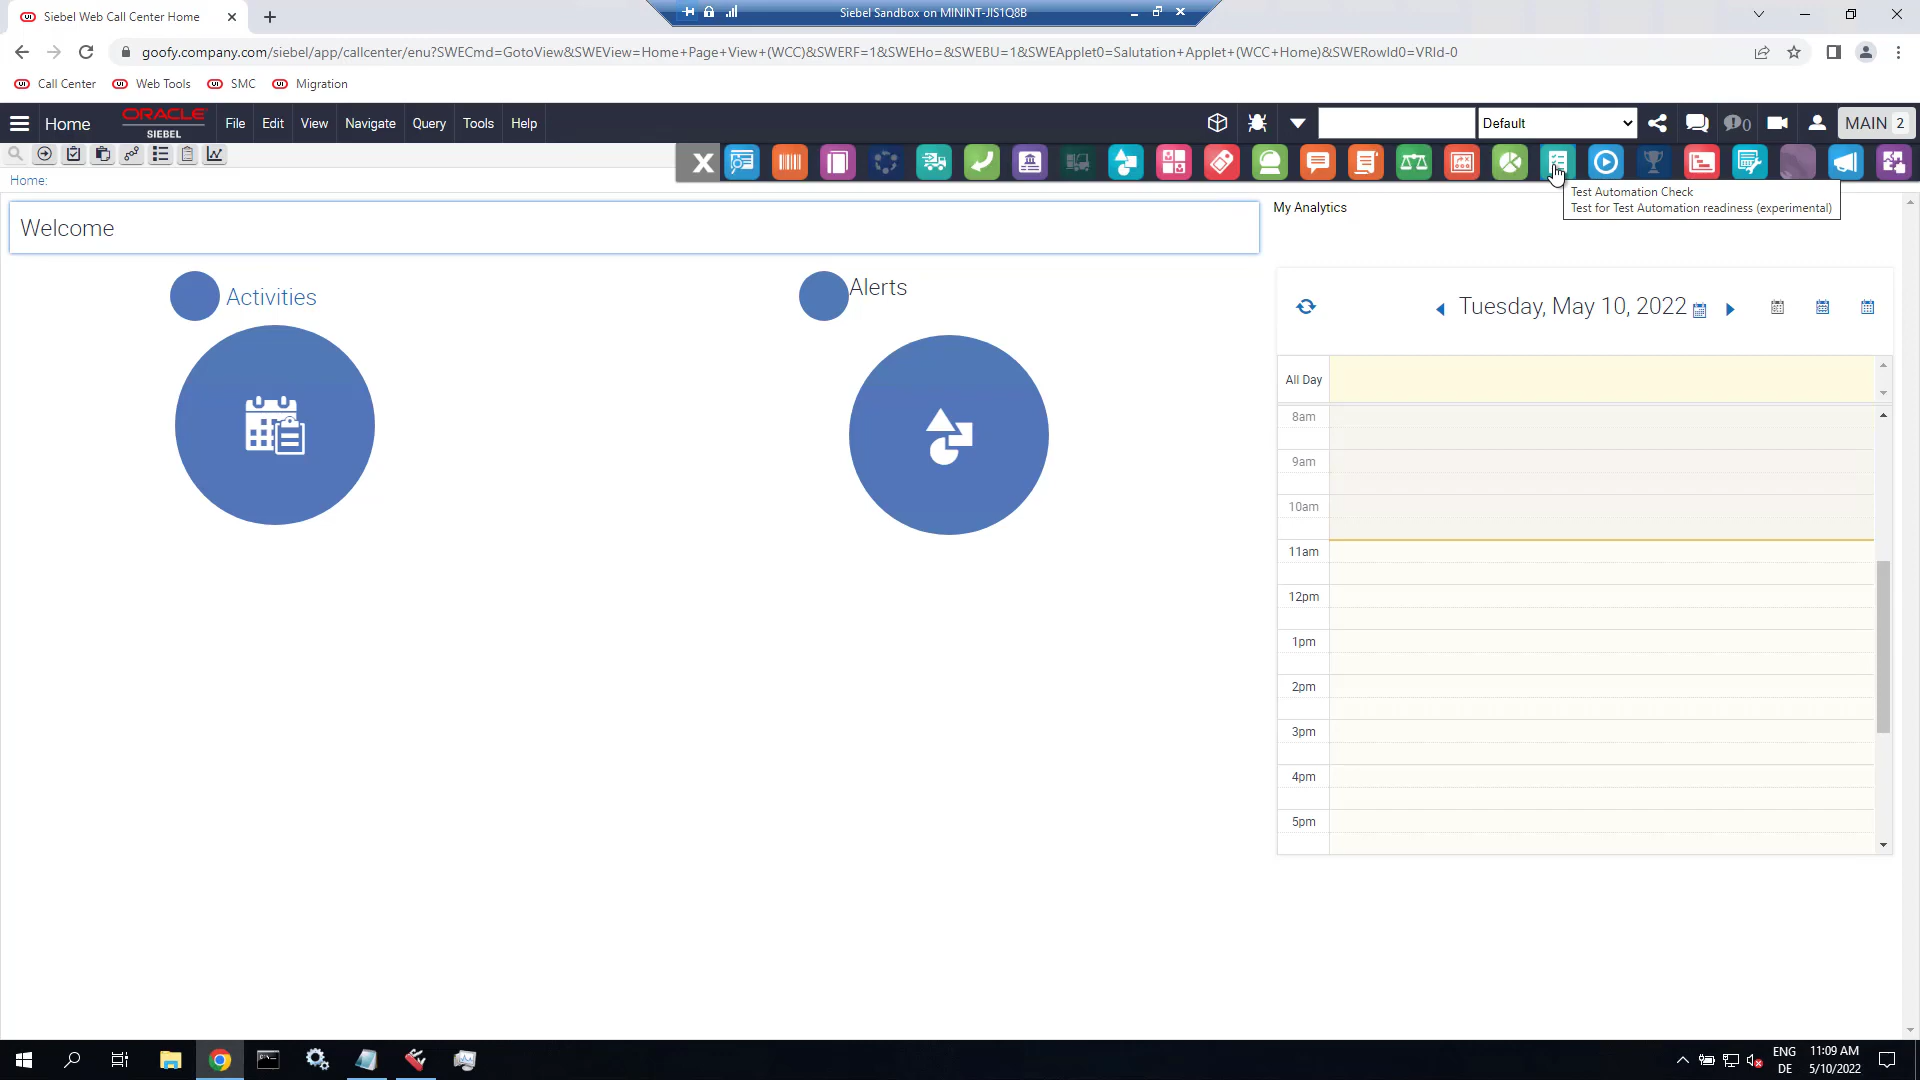 Siebel Web Call Center Home
Siebel Sandbox on MININT-JIS1Q8B
goofy.company.com/siebel/app/callcenter/enu?SWECmd=GotoView&SWEView=Home+Page+View+(WCC)&SWERF=1&SWEHo=&SWEBU=1&SWEApplet0=Salutation+Applet+(WCC+Home)&SWERowId0=VRId-0
Call Center Web Tools SMC Migration
Home ORACLE SIEBEL File Edit View Navigate Query Tools Help Default 0 MAIN 2
X
Home:
Test Automation Check
Test for Test Automation readiness (experimental)
Welcome
My Analytics
Activities
Alerts
Tuesday, May 10, 2022
All Day
8am
9am
10am
11am
12pm
1pm
2pm
3pm
4pm
5pm
ENG 11:09 AM
DE 5/10/2022